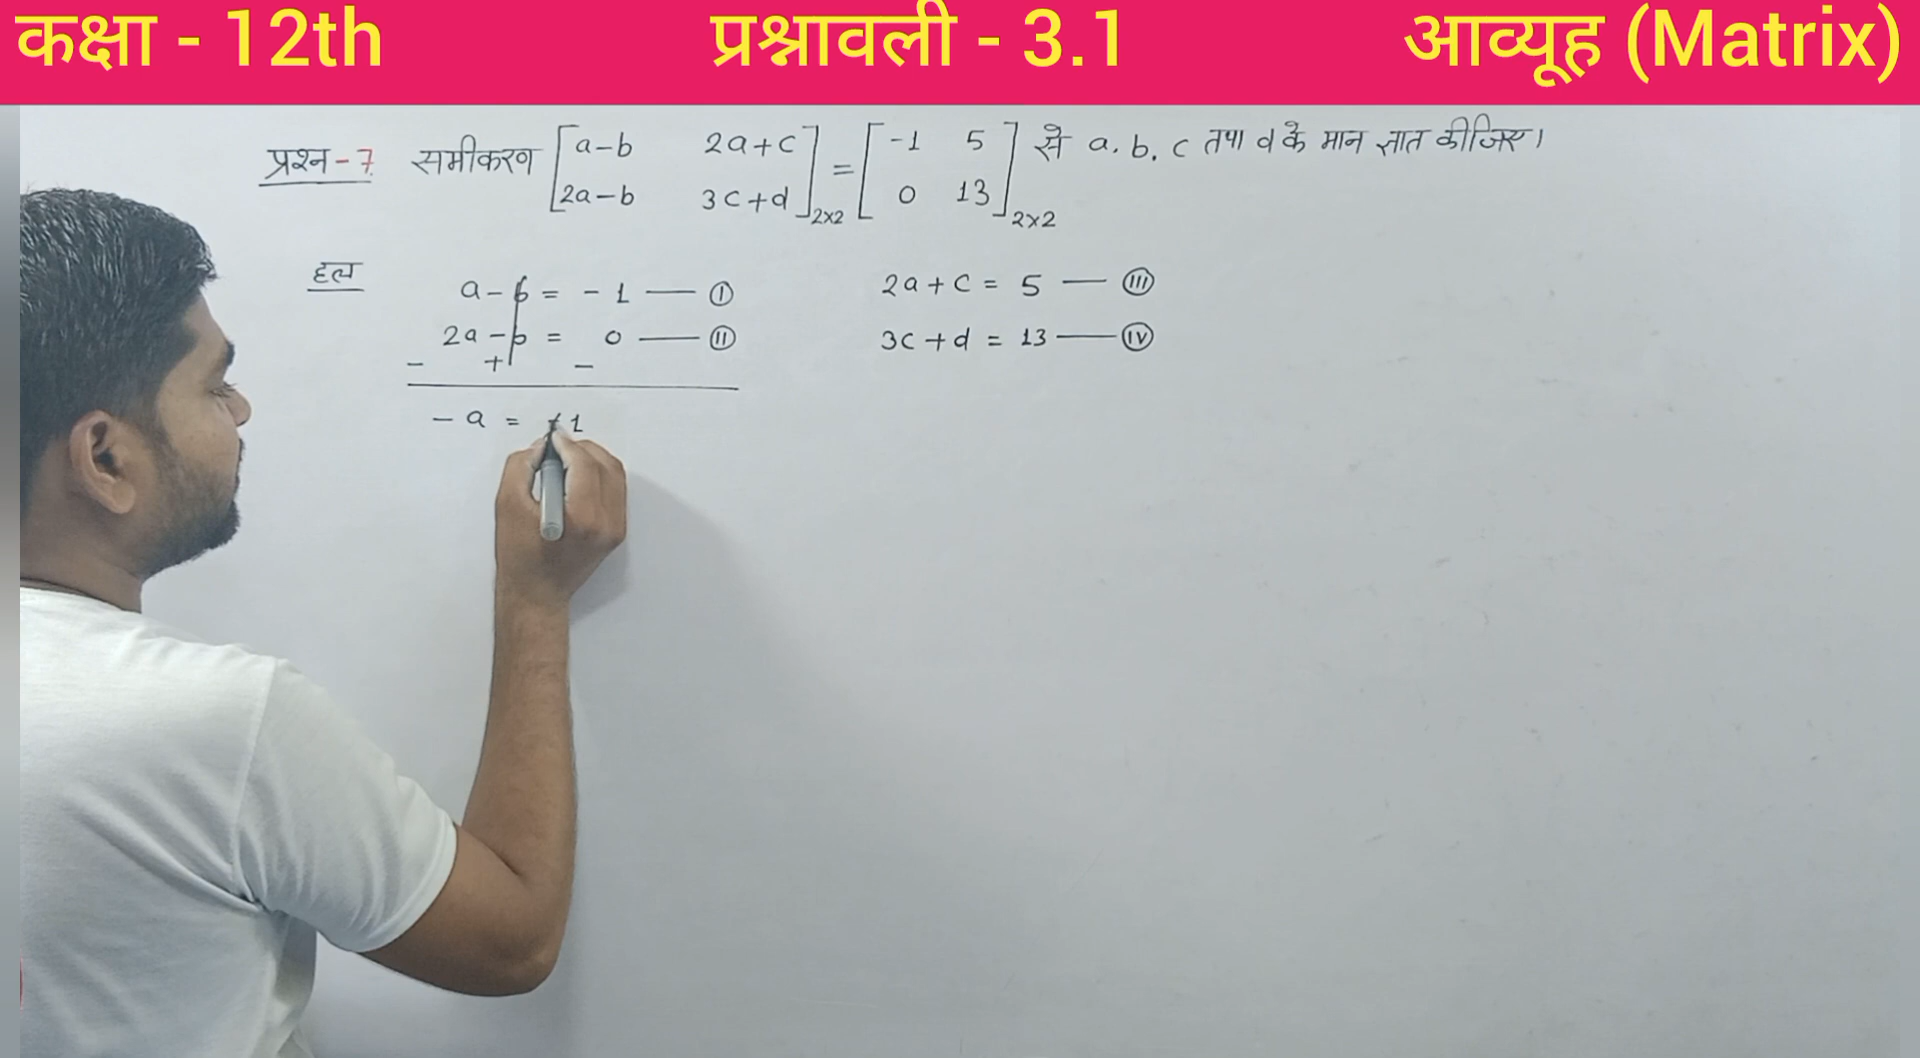 कक्षा - 12th प्रश्नावली - 3.1 आव्यूह (Matrix)
प्रश्न-7. समीकरण [a-b 2a+c] = [-1 5] से a, b, c तथा d के मान ज्ञात कीजिए।
[2a-b 3c+d]2×2 [0 13]2×2
हल
a-b = -1 — (I) 2a+c = 5 — (III)
2a-b = 0 — (II) 3c+d = 13 — (IV)
- + -
-a = 1